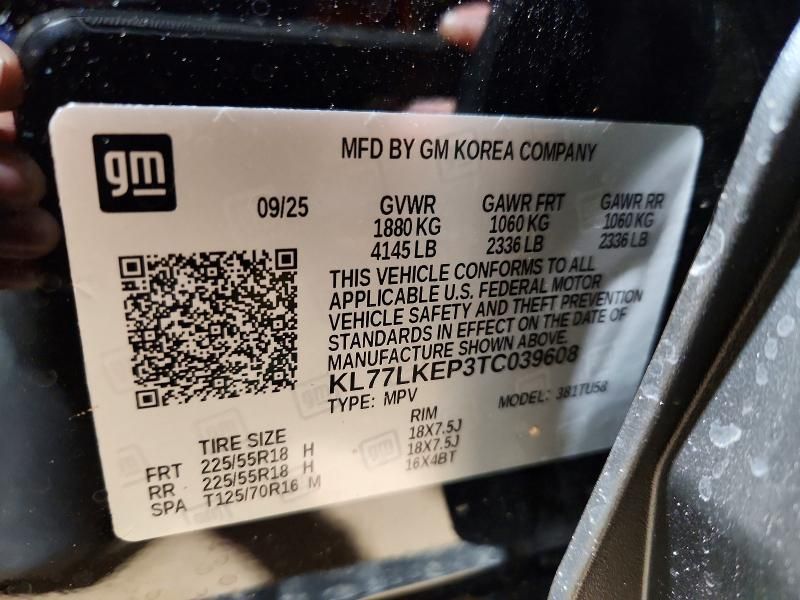 gm
MFD BY GM KOREA COMPANY
09/25
GVWR GAWR FRT GAWR RR
1880 KG 1060 KG 1060 KG
4145 LB 2336 LB 2336 LB
THIS VEHICLE CONFORMS TO ALL
APPLICABLE U.S. FEDERAL MOTOR
VEHICLE SAFETY AND THEFT PREVENTION
STANDARDS IN EFFECT ON THE DATE OF
MANUFACTURE SHOWN ABOVE.
KL77LKEP3TC039608
TYPE: MPV MODEL: 381TU58
TIRE SIZE RIM
FRT 225/55R18 H 18X7.5J
RR 225/55R18 H 18X7.5J
SPA T125/70R16 M 16X4BT